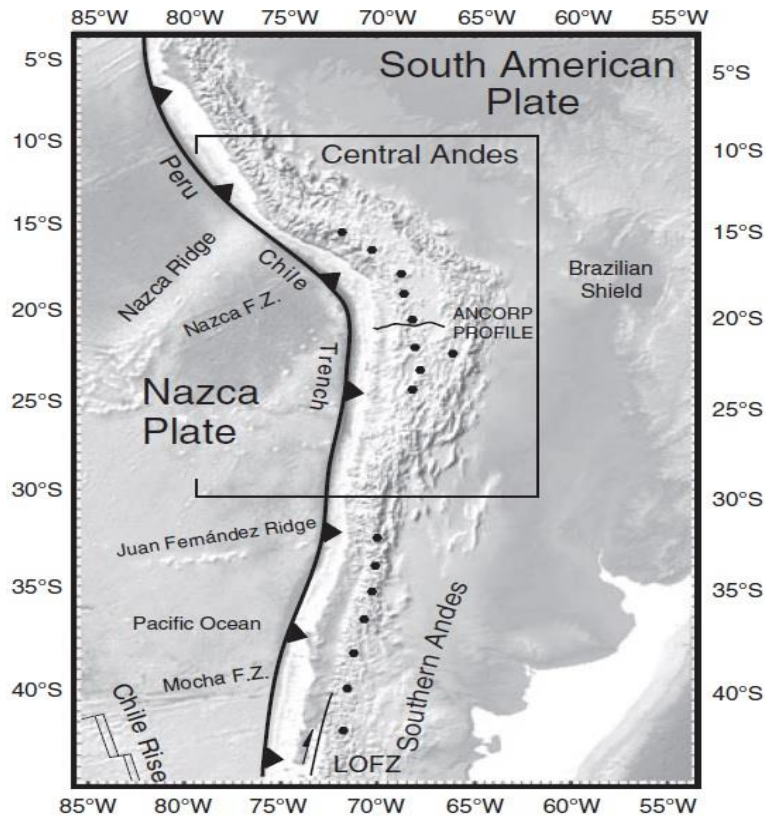 85°W 80°W 75°W 70°W 65°W 60°W 55°W
5°S
5°S
South American
Plate
10°S
10°S
Central Andes
Peru
15°S
15°S
Nazca Ridge
Chile
Brazilian
Shield
Nazca F.Z.
20°S
20°S
ANCORP
PROFILE
Trench
Nazca
Plate
25°S
25°S
30°S
30°S
Juan Fernández Ridge
35°S
35°S
Pacific Ocean
Southern Andes
Mocha F.Z.
40°S
40°S
Chile Rise
LOFZ
85°W 80°W 75°W 70°W 65°W 60°W 55°W